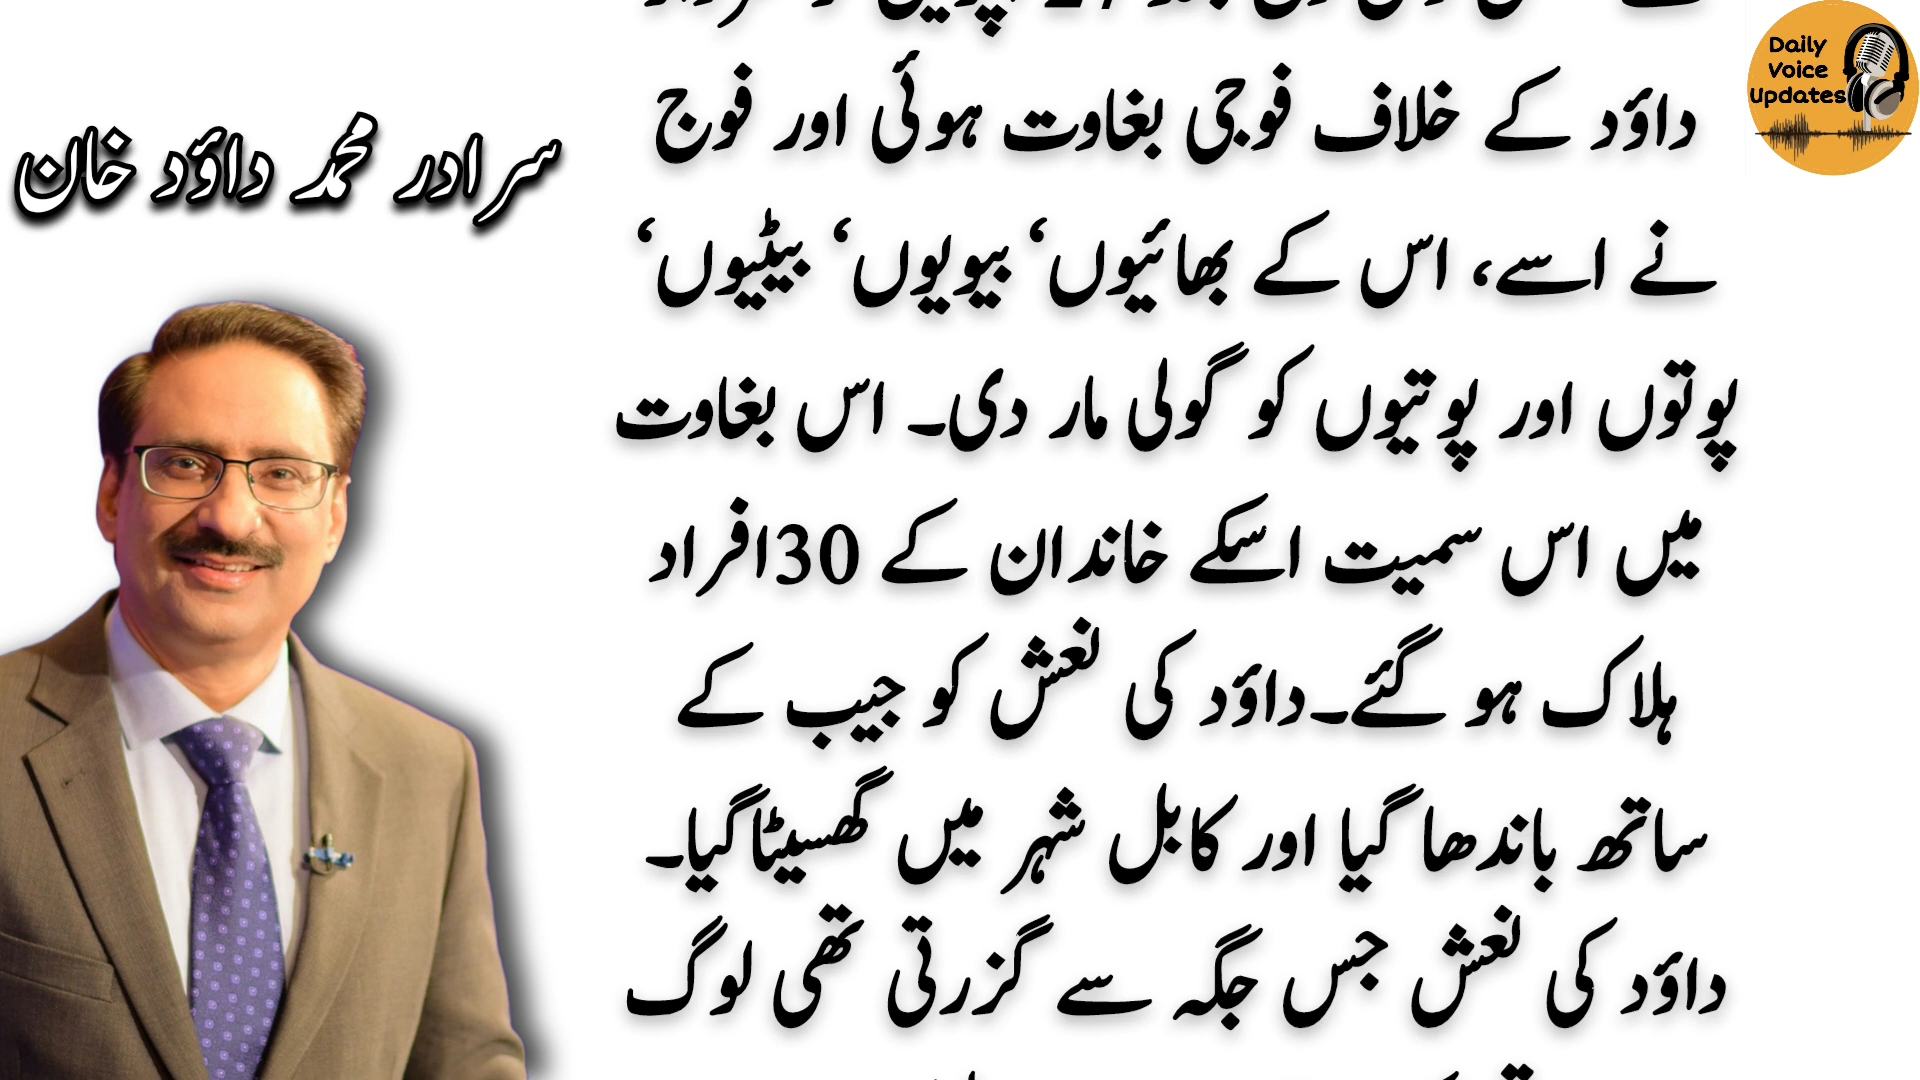 داؤد کے خلاف فوجی بغاوت ہوئی اور فوج
نے اسے، اس کے بھائیوں‘ بیویوں‘ بیٹیوں‘
پوتوں اور پوتیوں کو گولی مار دی۔ اس بغاوت
میں اس سمیت اسکے خاندان کے 30افراد
ہلاک ہو گئے۔داؤد کی نعش کو جیب کے
ساتھ باندھا گیا اور کابل شہر میں گھسیٹاگیا۔
داؤد کی نعش جس جگہ سے گزرتی تھی لوگ
سرادر محمد داؤد خان
Daily
Voice
Updates